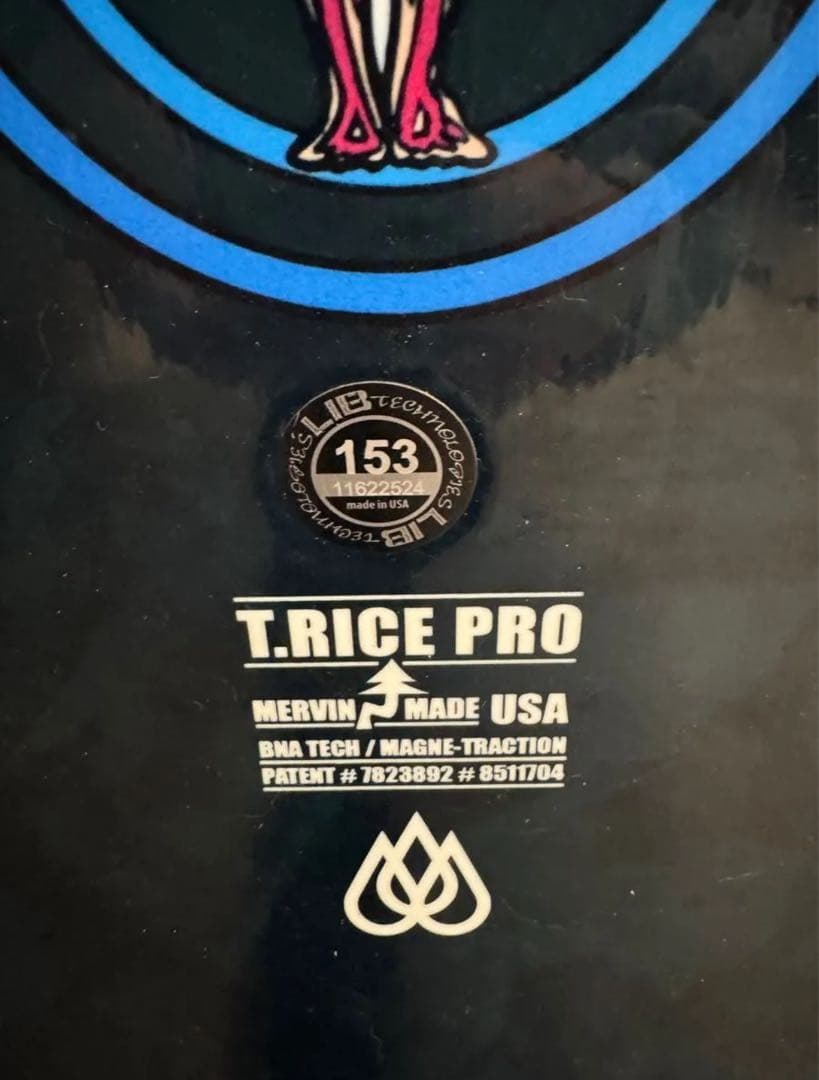 LIB TECHNOLOGIES
153
11622524
made in USA
LIB TECHNOLOGIES
T.RICE PRO
MERVIN MADE USA
BNA TECH / MAGNE-TRACTION
PATENT # 7823892 # 8511704